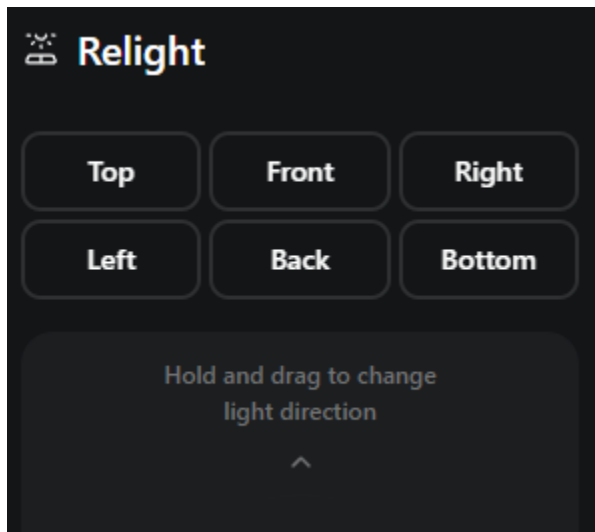 Relight
Top Front Right
Left Back Bottom
Hold and drag to change
light direction